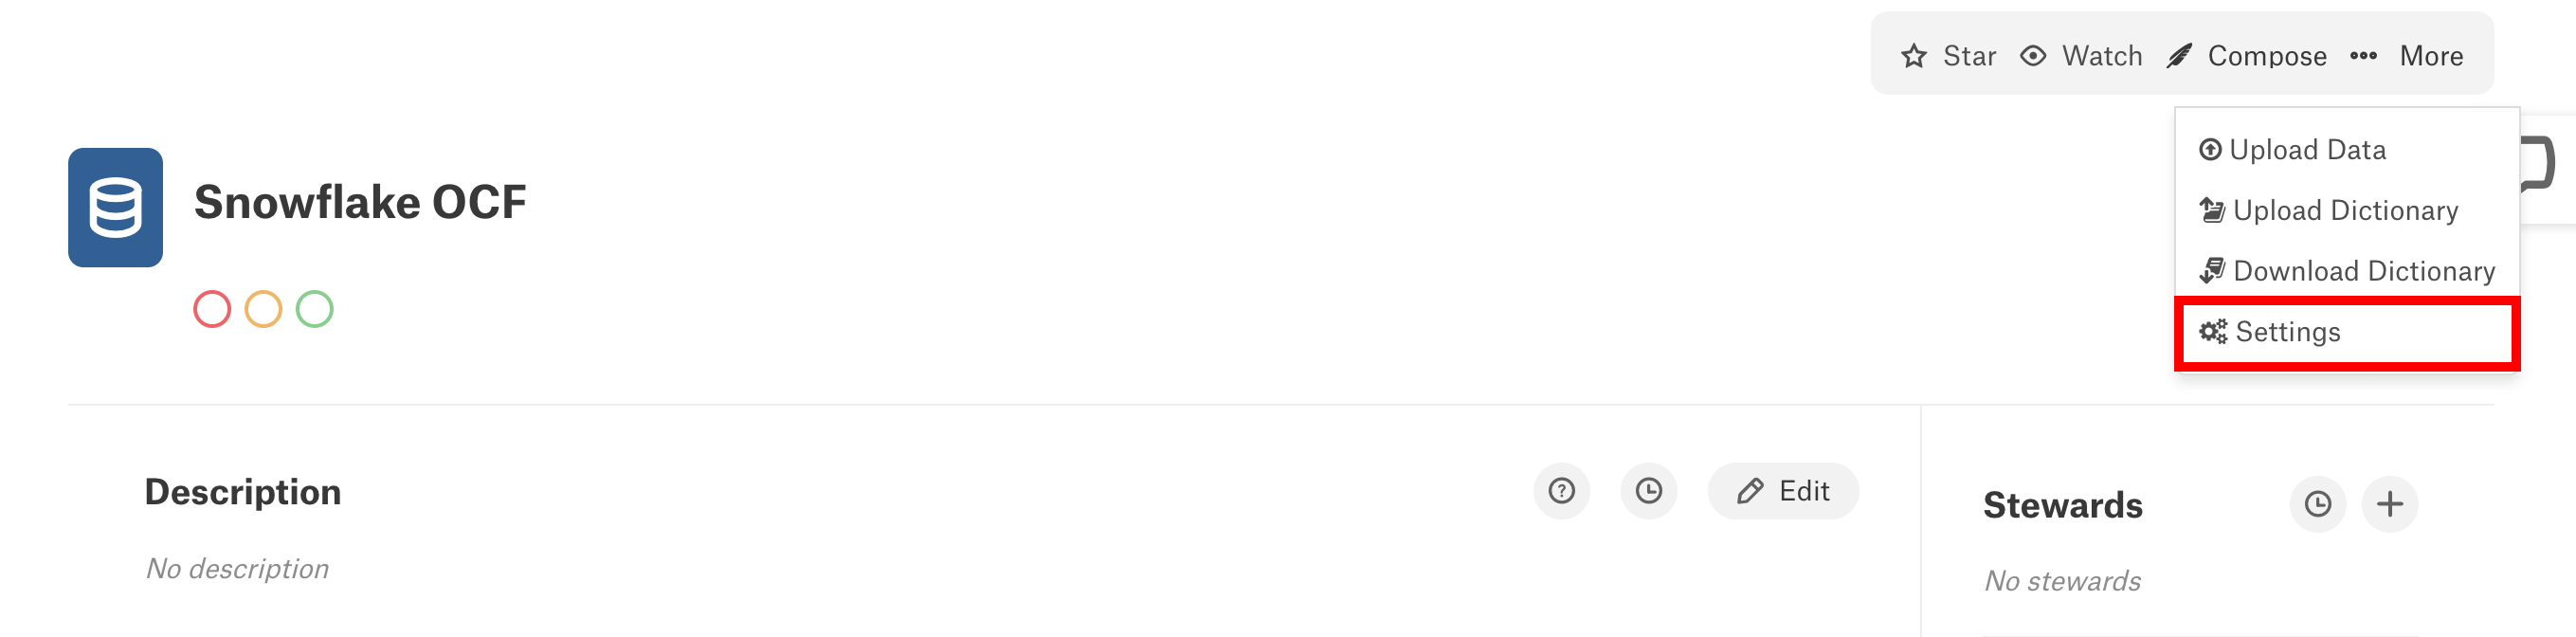 Star Watch Compose More
Upload Data
Upload Dictionary
Download Dictionary
Settings
Snowflake OCF
Description
Edit
No description
Stewards
No stewards